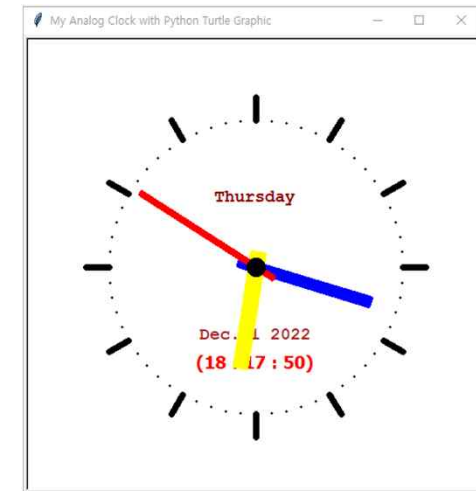 My Analog Clock with Python Turtle Graphic
Thursday
Dec. 1 2022
(18 : 17 : 50)